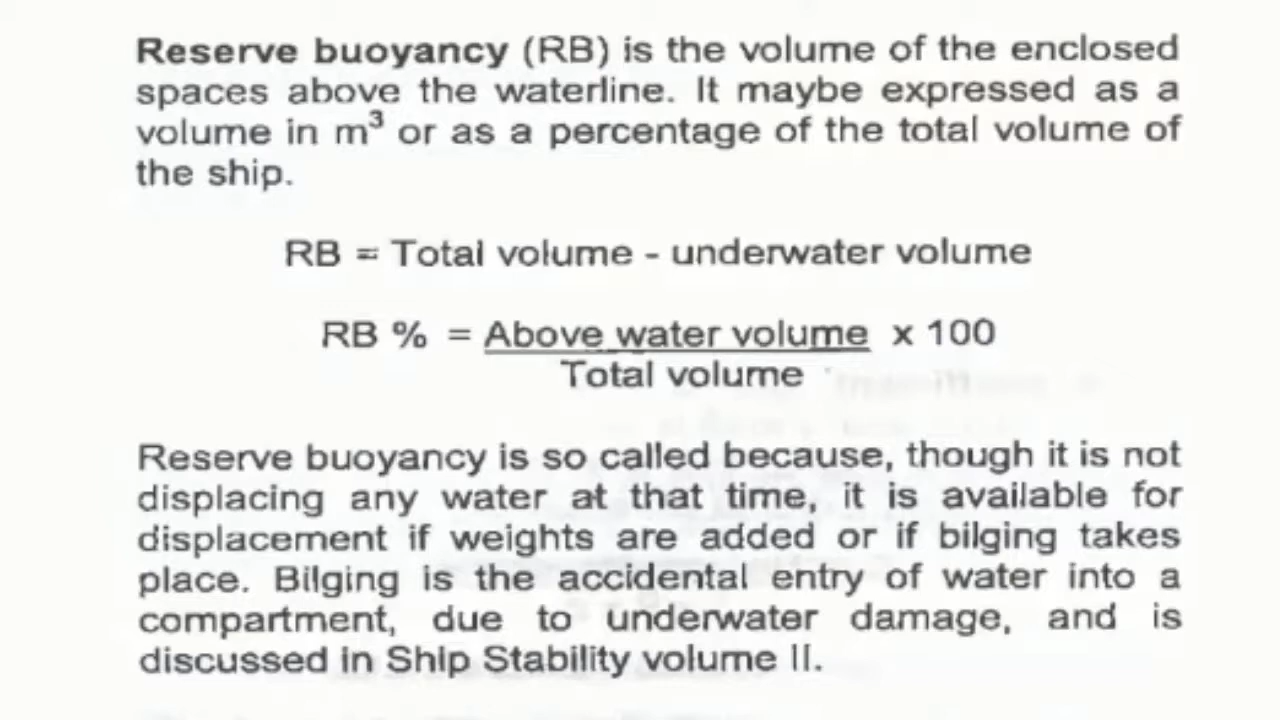 Reserve buoyancy (RB) is the volume of the enclosed
spaces above the waterline. It maybe expressed as a
volume in m³ or as a percentage of the total volume of
the ship.
RB = Total volume - underwater volume
RB % = Above water volume x 100
Total volume
Reserve buoyancy is so called because, though it is not
displacing any water at that time, it is available for
displacement if weights are added or if bilging takes
place. Bilging is the accidental entry of water into a
compartment, due to underwater damage, and is
discussed in Ship Stability volume II.